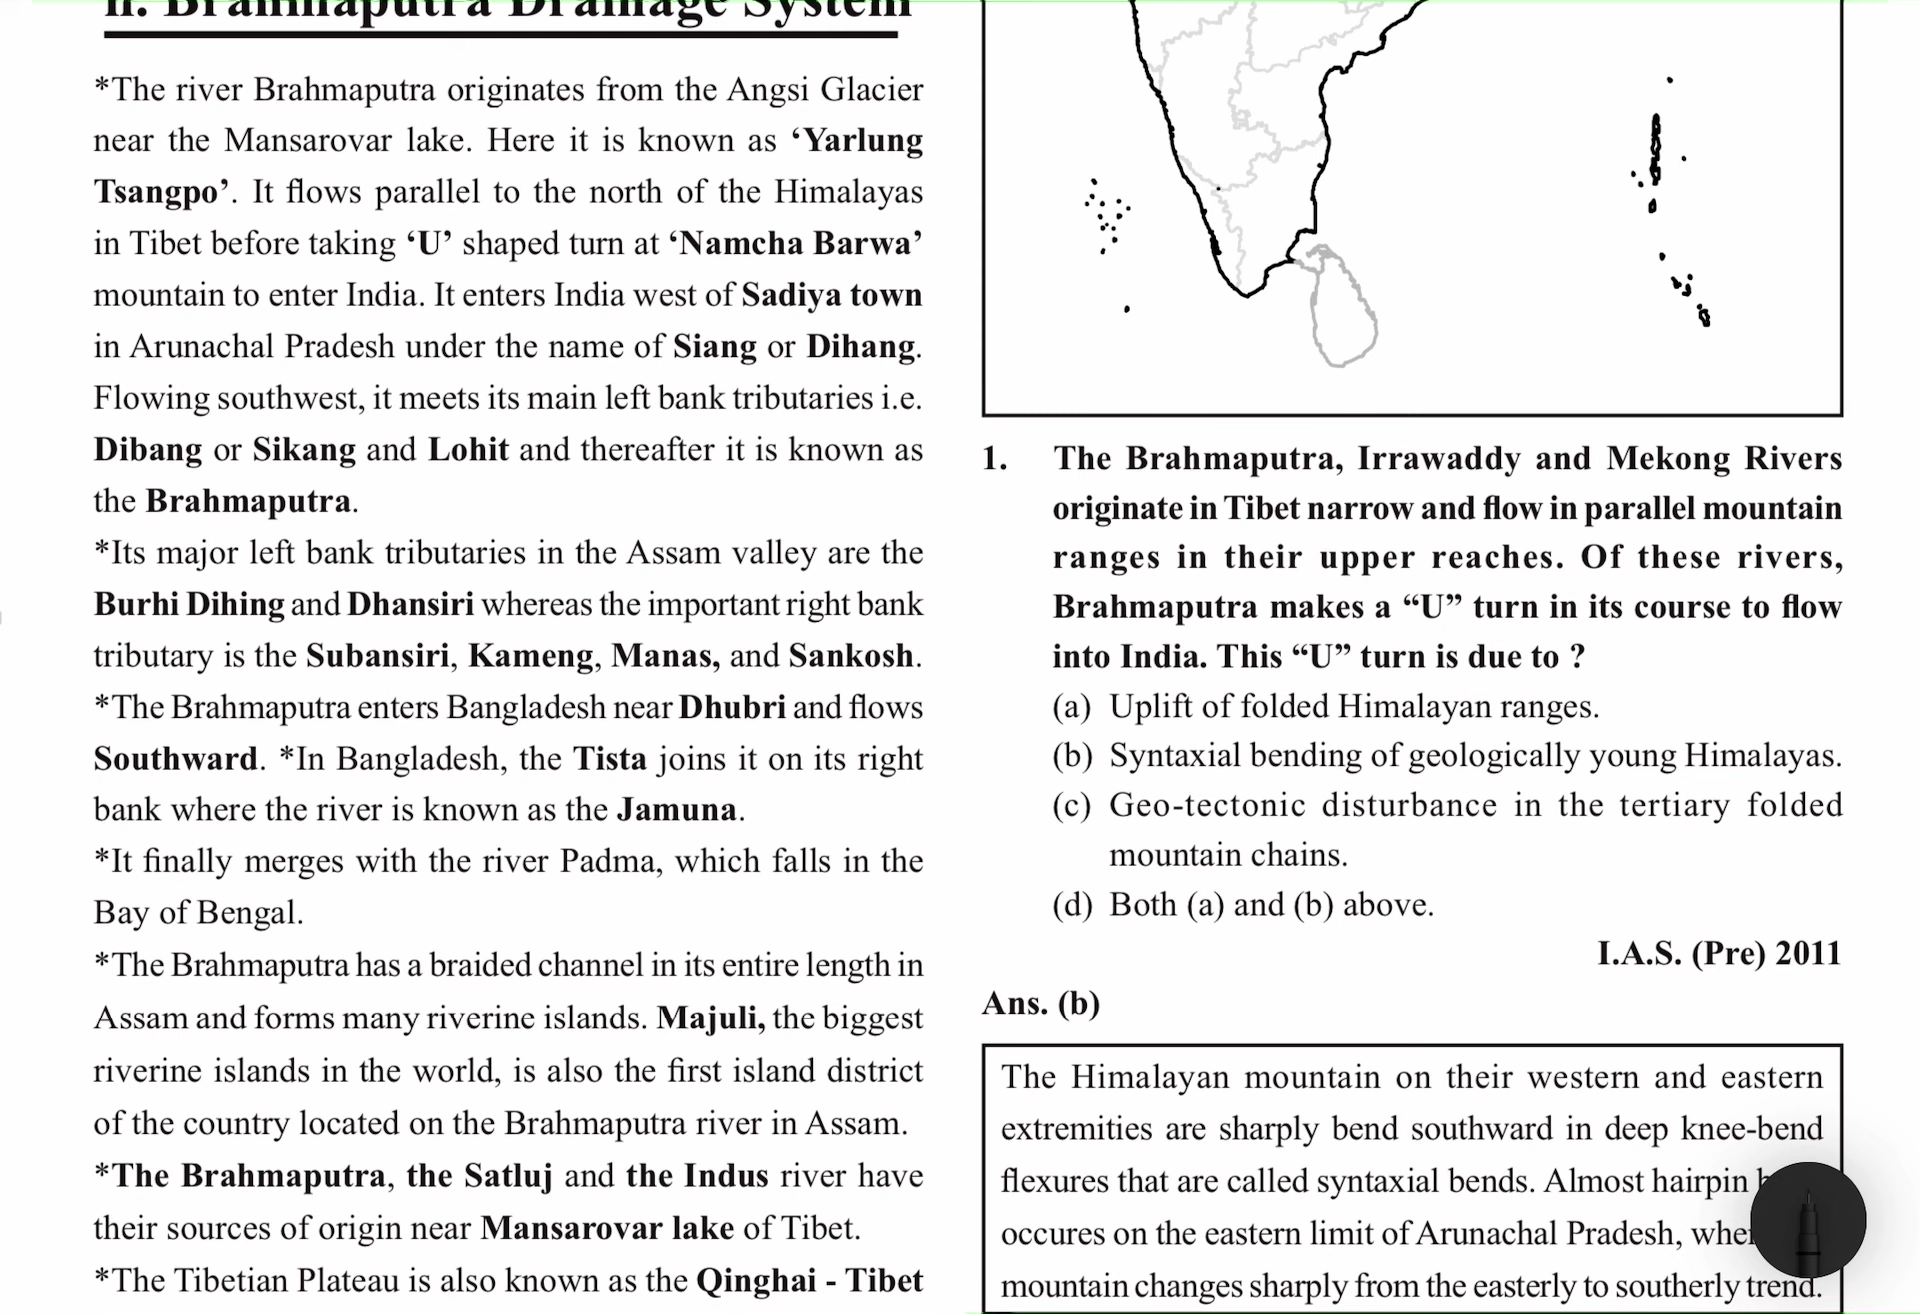 ii. Brahmaputra Drainage System
*The river Brahmaputra originates from the Angsi Glacier
near the Mansarovar lake. Here it is known as ‘Yarlung
Tsangpo’. It flows parallel to the north of the Himalayas
in Tibet before taking ‘U’ shaped turn at ‘Namcha Barwa’
mountain to enter India. It enters India west of Sadiya town
in Arunachal Pradesh under the name of Siang or Dihang.
Flowing southwest, it meets its main left bank tributaries i.e.
Dibang or Sikang and Lohit and thereafter it is known as
the Brahmaputra.
*Its major left bank tributaries in the Assam valley are the
Burhi Dihing and Dhansiri whereas the important right bank
tributary is the Subansiri, Kameng, Manas, and Sankosh.
*The Brahmaputra enters Bangladesh near Dhubri and flows
Southward. *In Bangladesh, the Tista joins it on its right
bank where the river is known as the Jamuna.
*It finally merges with the river Padma, which falls in the
Bay of Bengal.
*The Brahmaputra has a braided channel in its entire length in
Assam and forms many riverine islands. Majuli, the biggest
riverine islands in the world, is also the first island district
of the country located on the Brahmaputra river in Assam.
*The Brahmaputra, the Satluj and the Indus river have
their sources of origin near Mansarovar lake of Tibet.
*The Tibetian Plateau is also known as the Qinghai - Tibet
1. The Brahmaputra, Irrawaddy and Mekong Rivers
originate in Tibet narrow and flow in parallel mountain
ranges in their upper reaches. Of these rivers,
Brahmaputra makes a “U” turn in its course to flow
into India. This “U” turn is due to ?
(a) Uplift of folded Himalayan ranges.
(b) Syntaxial bending of geologically young Himalayas.
(c) Geo-tectonic disturbance in the tertiary folded
mountain chains.
(d) Both (a) and (b) above.
I.A.S. (Pre) 2011
Ans. (b)
The Himalayan mountain on their western and eastern
extremities are sharply bend southward in deep knee-bend
flexures that are called syntaxial bends. Almost hairpin
occures on the eastern limit of Arunachal Pradesh,
mountain changes sharply from the easterly to southerly trend.